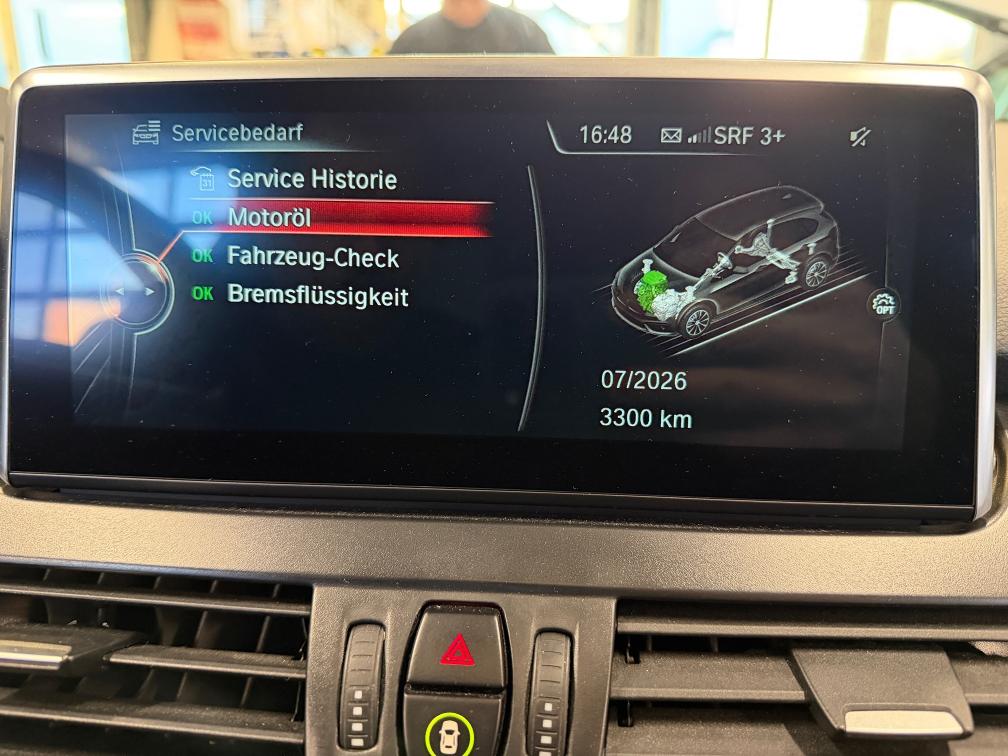 Servicebedarf
16:48 SRF 3+
31 Service Historie
OK Motoröl
OK Fahrzeug-Check
OK Bremsflüssigkeit
OPT
07/2026
3300 km